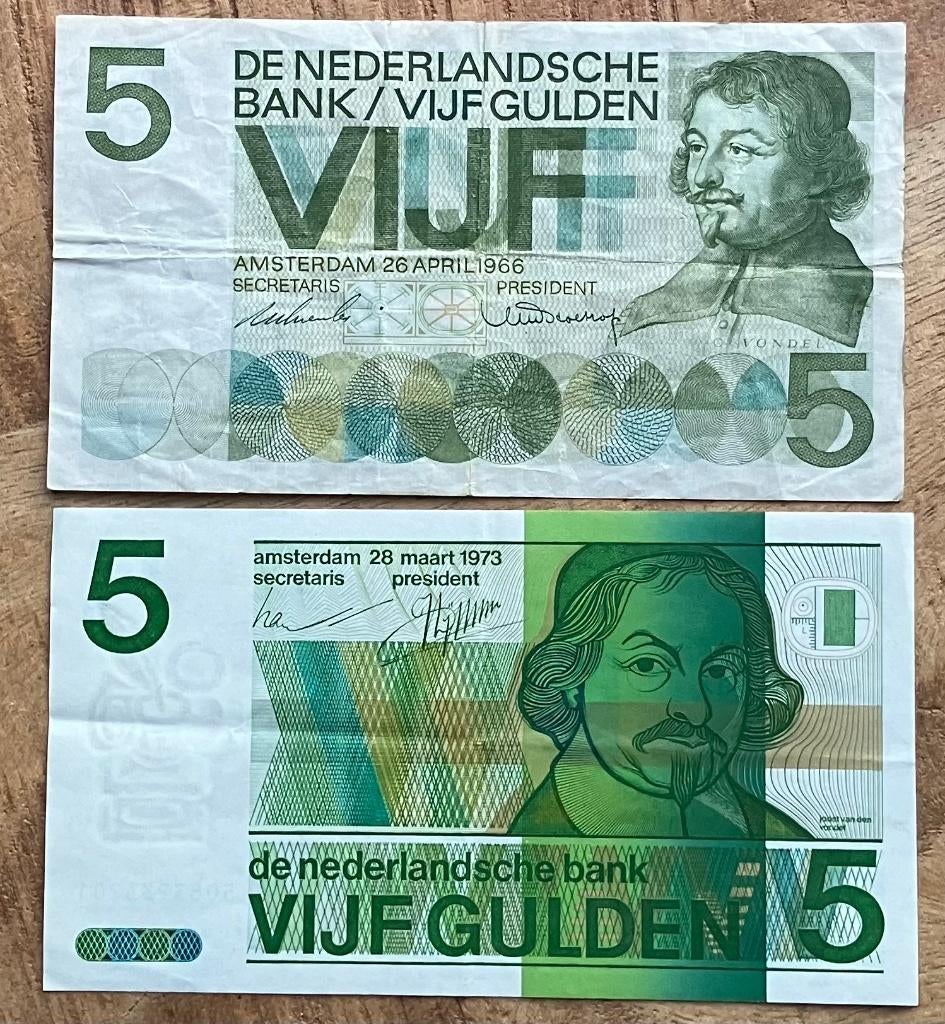 5
DE NEDERLANDSCHE
BANK / VIJF GULDEN
VIJF
AMSTERDAM 26 APRIL 1966
SECRETARIS PRESIDENT
VONDEL
5
5
amsterdam 28 maart 1973
secretaris president
joost van den
vondel
de nederlandsche bank
VIJF GULDEN
5